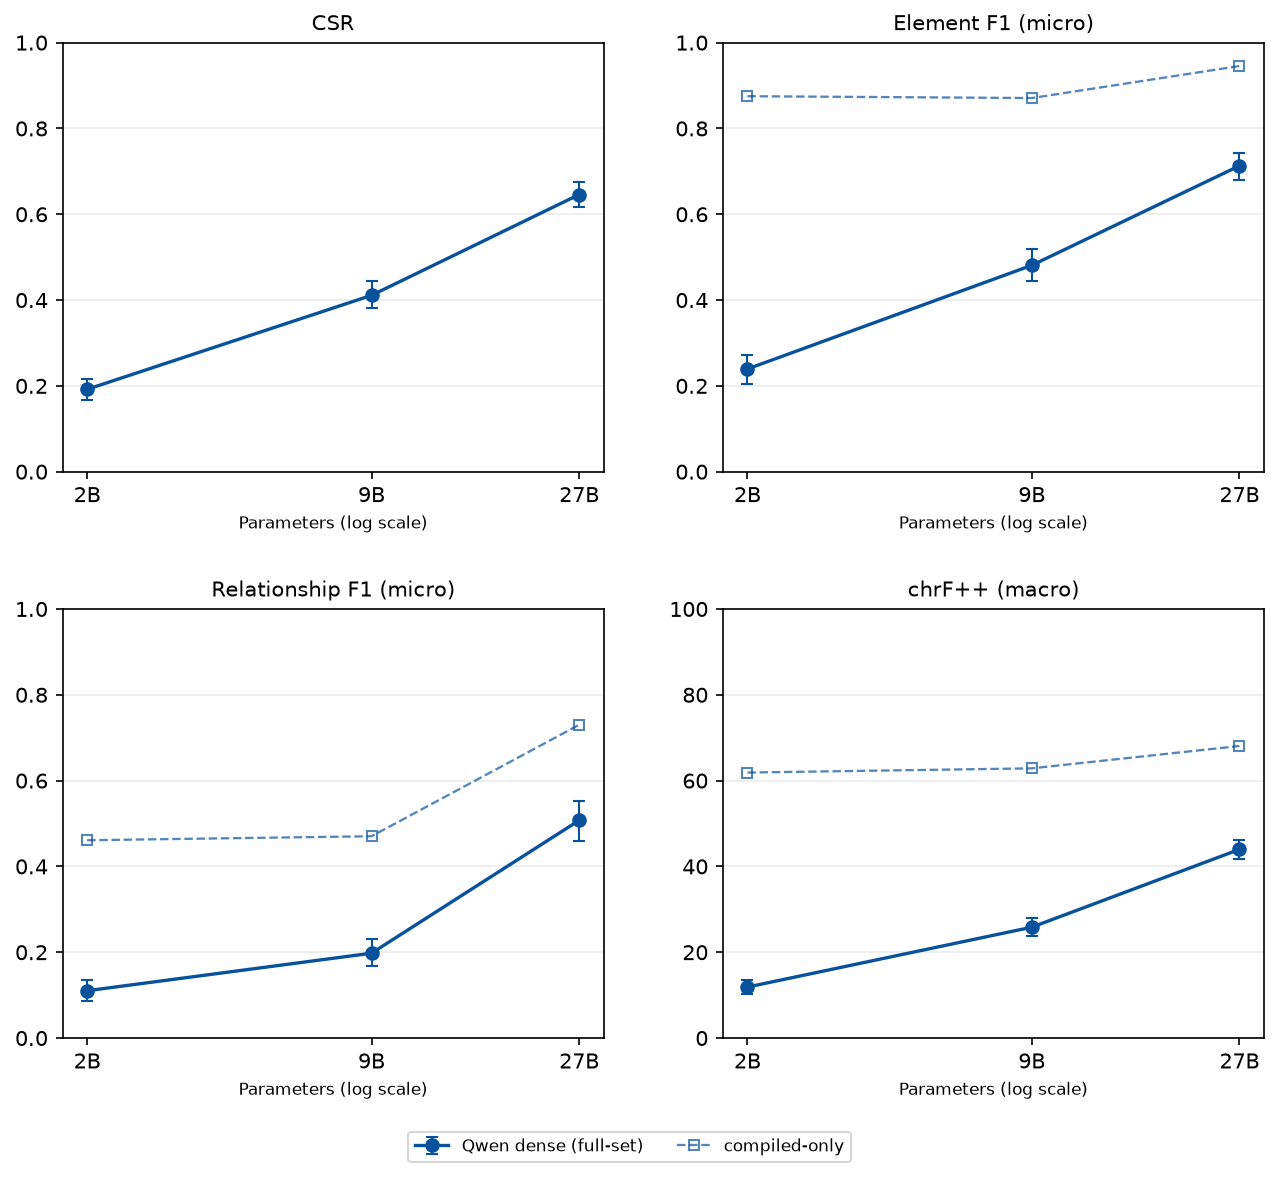 CSR
1.0
0.8
0.6
0.4
0.2
0.0
2B 9B 27B
Parameters (log scale)
Element F1 (micro)
1.0
0.8
0.6
0.4
0.2
0.0
2B 9B 27B
Parameters (log scale)
Relationship F1 (micro)
1.0
0.8
0.6
0.4
0.2
0.0
2B 9B 27B
Parameters (log scale)
chrF++ (macro)
100
80
60
40
20
0
2B 9B 27B
Parameters (log scale)
Qwen dense (full-set) compiled-only